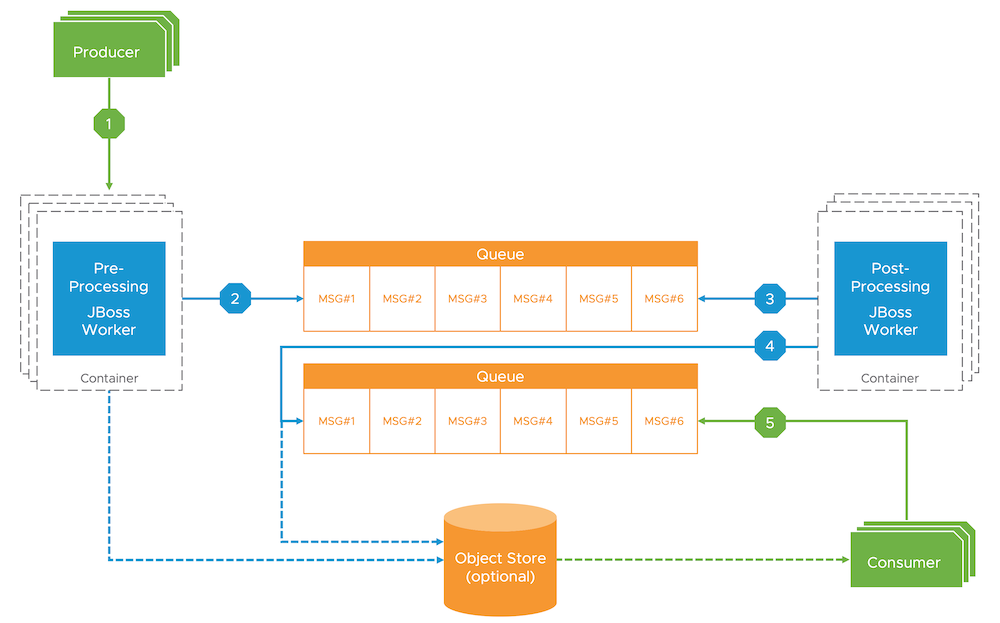 Producer
1
Pre-
Processing
JBoss
Worker
Container
2
Queue
MSG#1 MSG#2 MSG#3 MSG#4 MSG#5 MSG#6
3
Post-
Processing
JBoss
Worker
Container
4
Queue
MSG#1 MSG#2 MSG#3 MSG#4 MSG#5 MSG#6
5
Object Store
(optional)
Consumer